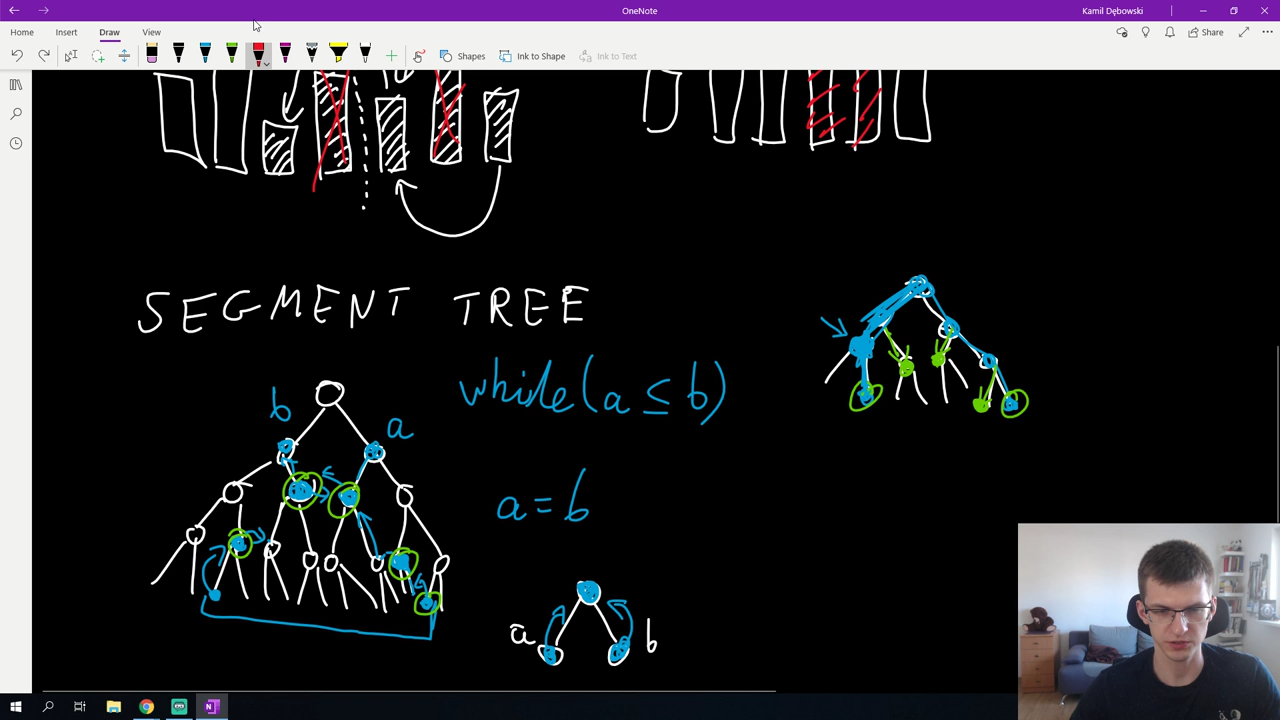 OneNote
Kamil Dębowski
Home Insert Draw View
Share
Shapes Ink to Shape Ink to Text
SEGMENT TREE
while(a ≤ b)
b
a
a = b
a
b